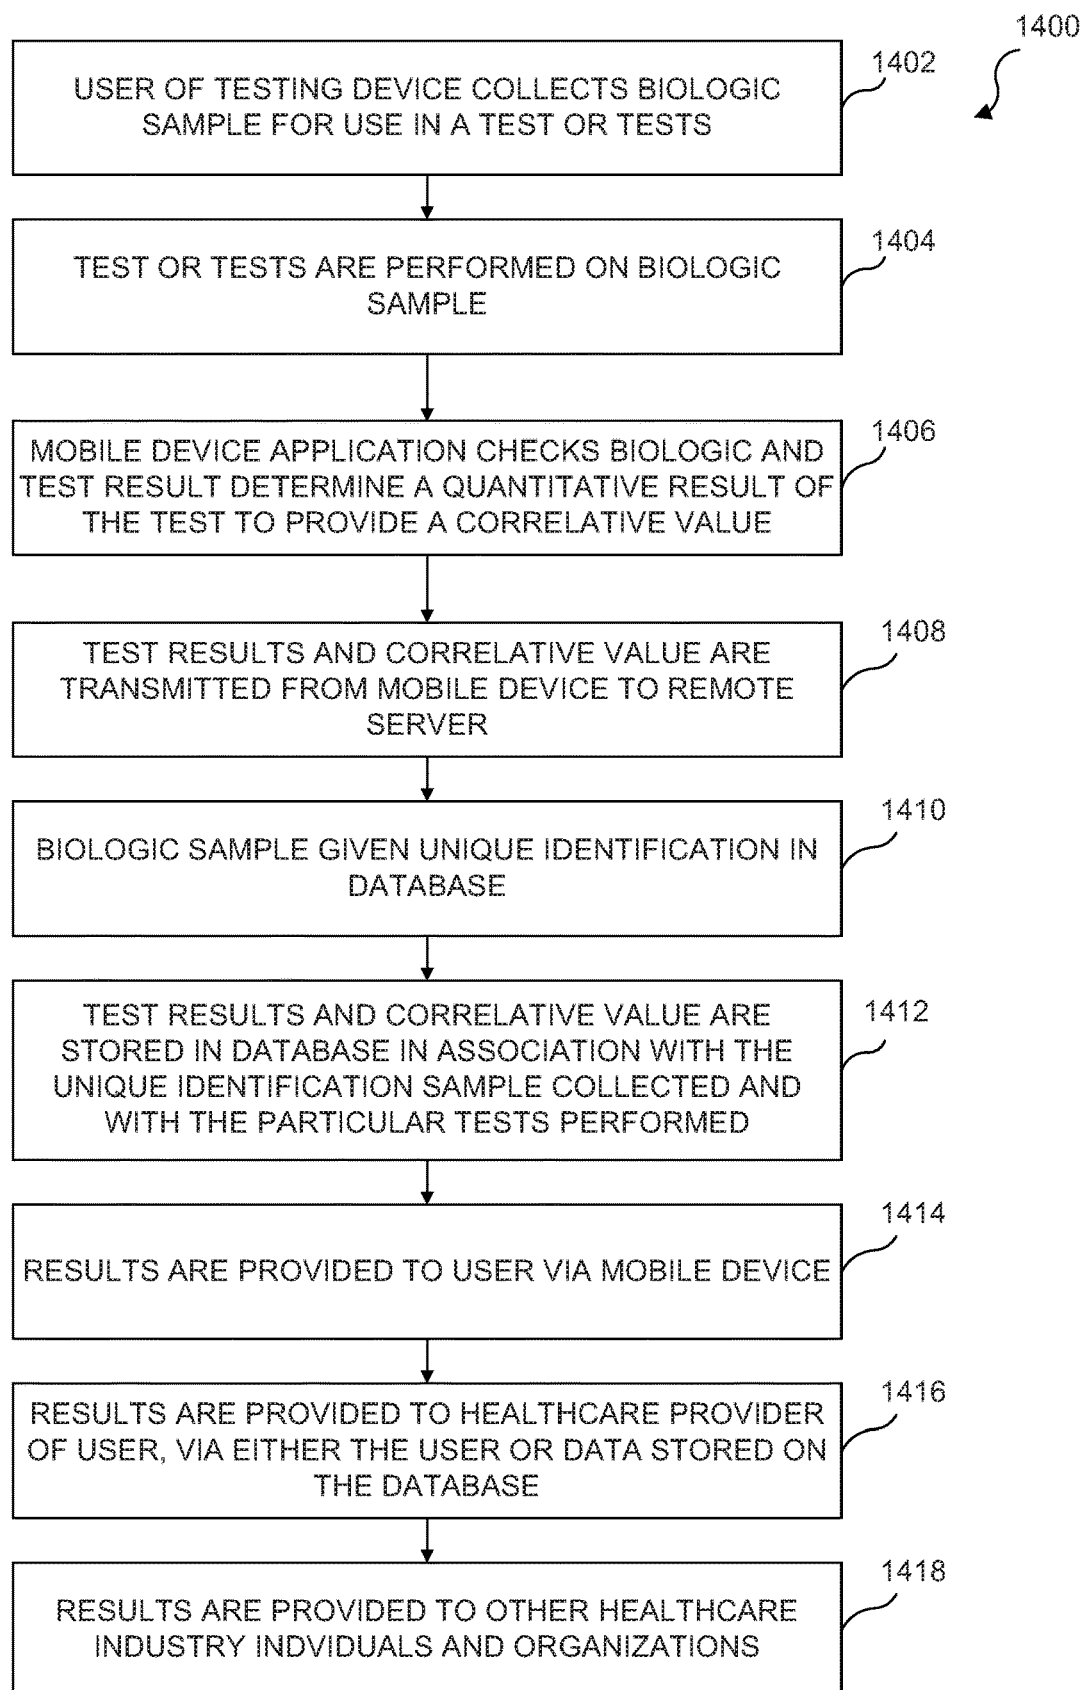 1400
1402
USER OF TESTING DEVICE COLLECTS BIOLOGIC
SAMPLE FOR USE IN A TEST OR TESTS
1404
TEST OR TESTS ARE PERFORMED ON BIOLOGIC
SAMPLE
1406
MOBILE DEVICE APPLICATION CHECKS BIOLOGIC AND
TEST RESULT DETERMINE A QUANTITATIVE RESULT OF
THE TEST TO PROVIDE A CORRELATIVE VALUE
1408
TEST RESULTS AND CORRELATIVE VALUE ARE
TRANSMITTED FROM MOBILE DEVICE TO REMOTE
SERVER
1410
BIOLOGIC SAMPLE GIVEN UNIQUE IDENTIFICATION IN
DATABASE
1412
TEST RESULTS AND CORRELATIVE VALUE ARE
STORED IN DATABASE IN ASSOCIATION WITH THE
UNIQUE IDENTIFICATION SAMPLE COLLECTED AND
WITH THE PARTICULAR TESTS PERFORMED
1414
RESULTS ARE PROVIDED TO USER VIA MOBILE DEVICE
1416
RESULTS ARE PROVIDED TO HEALTHCARE PROVIDER
OF USER, VIA EITHER THE USER OR DATA STORED ON
THE DATABASE
1418
RESULTS ARE PROVIDED TO OTHER HEALTHCARE
INDUSTRY INDVIDUALS AND ORGANIZATIONS